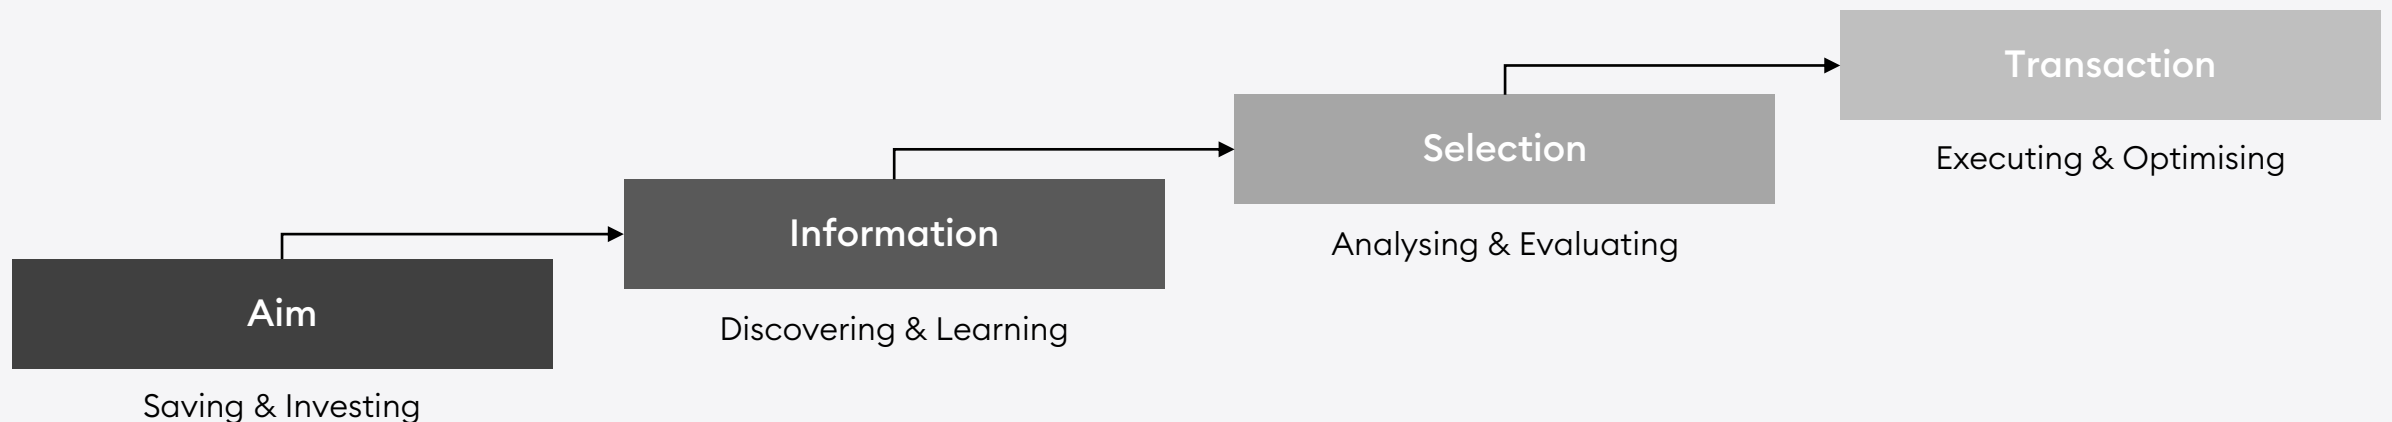 Aim
Saving & Investing
Information
Discovering & Learning
Selection
Analysing & Evaluating
Transaction
Executing & Optimising